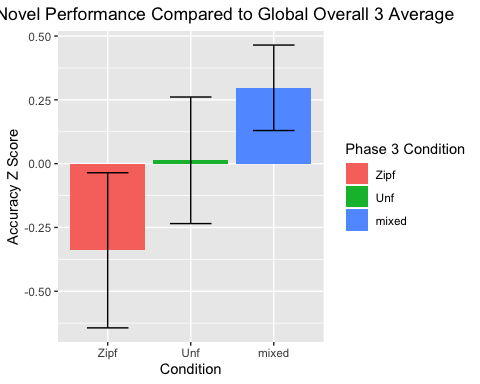 Novel Performance Compared to Global Overall 3 Average
0.50
0.25
0.00
-0.25
-0.50
Accuracy Z Score
Zipf
Unf
mixed
Condition
Phase 3 Condition
Zipf
Unf
mixed